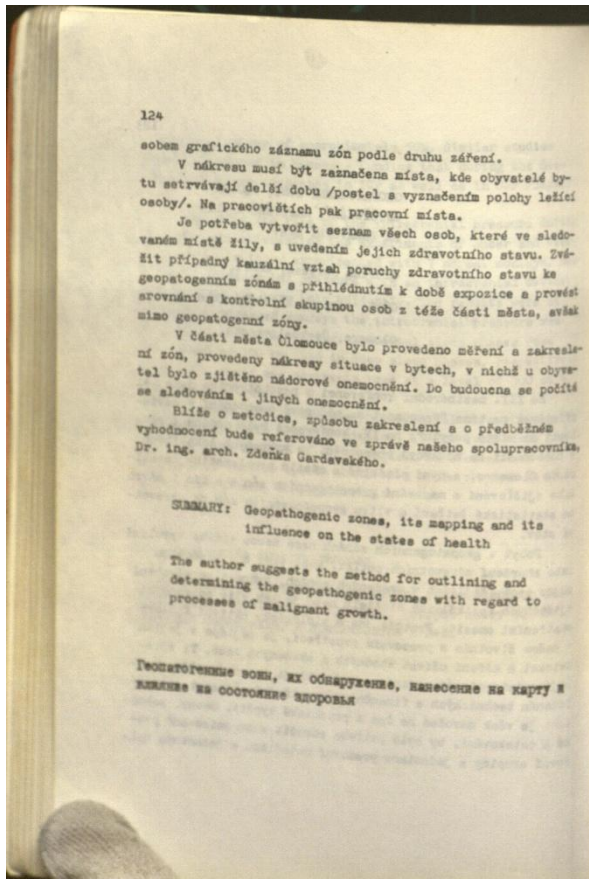 124
sobem grafického záznamu zón podle druhu záření.
V nákresu musí být zaznačena místa, kde obyvatelé by-
tu setrvávají delší dobu /postel s vyznačením polohy ležící
osoby/. Na pracovištích pak pracovní místa.
Je potřeba vytvořit seznam všech osob, které ve sledo-
vaném místě žily, s uvedením jejich zdravotního stavu. Zvá-
žit případný kauzální vztah poruchy zdravotního stavu ke
geopatogenním zónám s přihlédnutím k době expozice a provést
srovnání s kontrolní skupinou osob z téže části města, avšak
mimo geopatogenní zóny.
V části města Olomouce bylo provedeno měření a zakresle-
ní zón, provedeny nákresy situace v bytech, v nichž u obyva-
tel bylo zjištěno nádorové onemocnění. Do budoucna se počítá
se sledováním i jiných onemocnění.
Blíže o metodice, způsobu zakreslení a o předběžném
vyhodnocení bude referováno ve zprávě našeho spolupracovníka,
Dr. ing. arch. Zdeňka Gardavského.
SUMMARY: Geopathogenic zones, its mapping and its
influence on the states of health
The author suggests the method for outlining and
determining the geopathogenic zones with regard to
processes of malignant growth.
Геопатогенные зоны, их обнаружение, нанесение на карту и
влияние на состояние здоровья